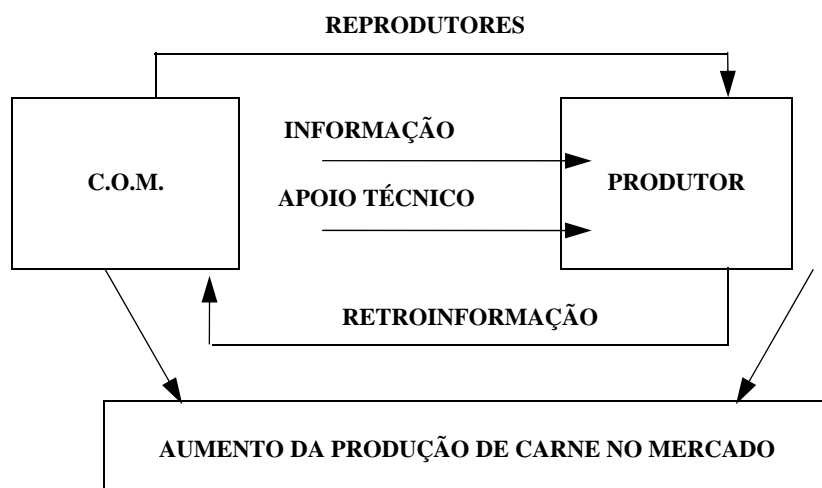 REPRODUTORES
INFORMAÇÃO
C.O.M.
PRODUTOR
APOIO TÉCNICO
RETROINFORMAÇÃO
AUMENTO DA PRODUÇÃO DE CARNE NO MERCADO